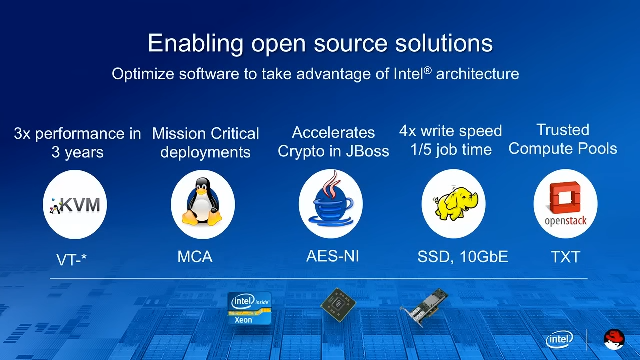 Enabling open source solutions
Optimize software to take advantage of Intel® architecture
3x performance in
3 years
Mission Critical
deployments
Accelerates
Crypto in JBoss
4x write speed
1/5 job time
Trusted
Compute Pools
KVM
openstack
VT-*
MCA
AES-NI
SSD, 10GbE
TXT
intel inside
Xeon
intel